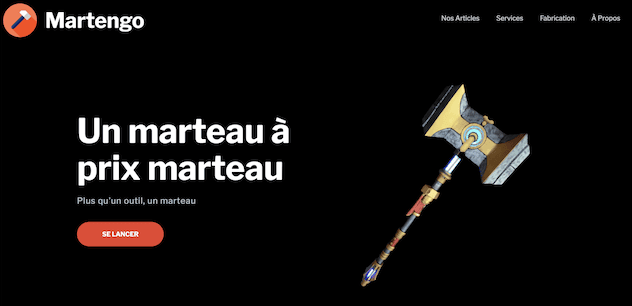 Martengo
Nos Articles
Services
Fabrication
À Propos
Un marteau à
prix marteau
Plus qu'un outil, un marteau
SE LANCER